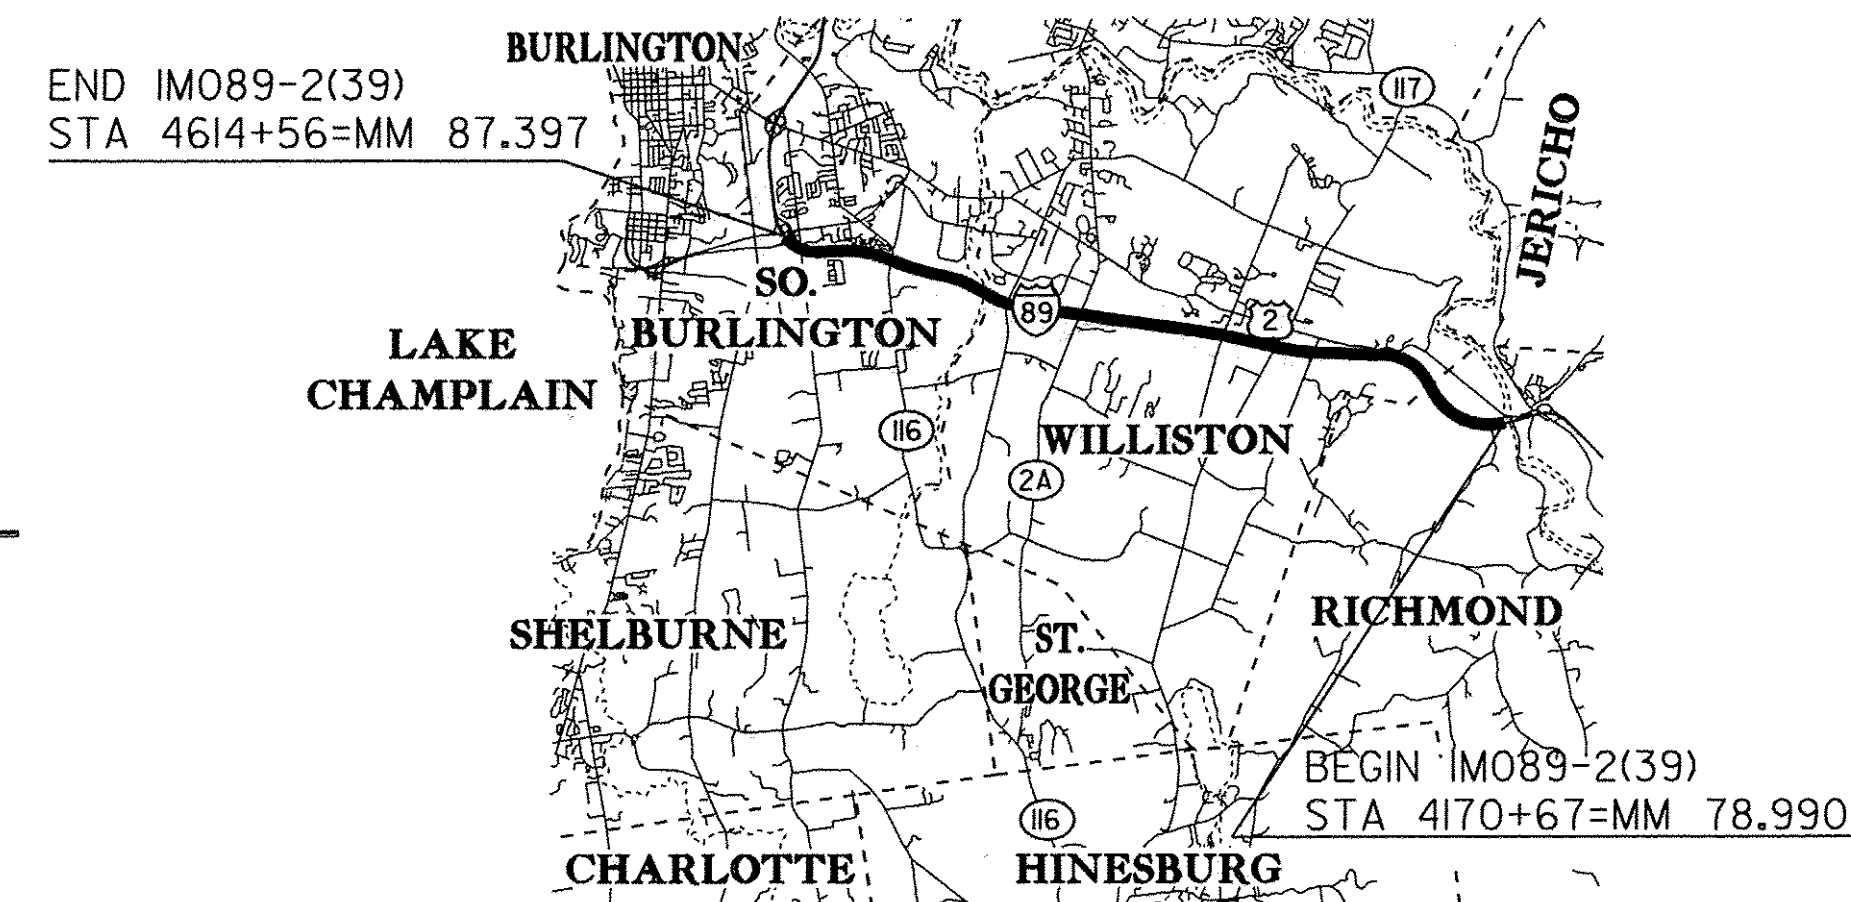 BURLINGTON
END IM089-2(39)
STA 4614+56=MM 87.397
117
JERICHO
SO.
BURLINGTON
89
2
LAKE
CHAMPLAIN
116
WILLISTON
2A
RICHMOND
SHELBURNE
ST.
GEORGE
BEGIN IM089-2(39)
STA 4170+67=MM 78.990
116
CHARLOTTE
HINESBURG